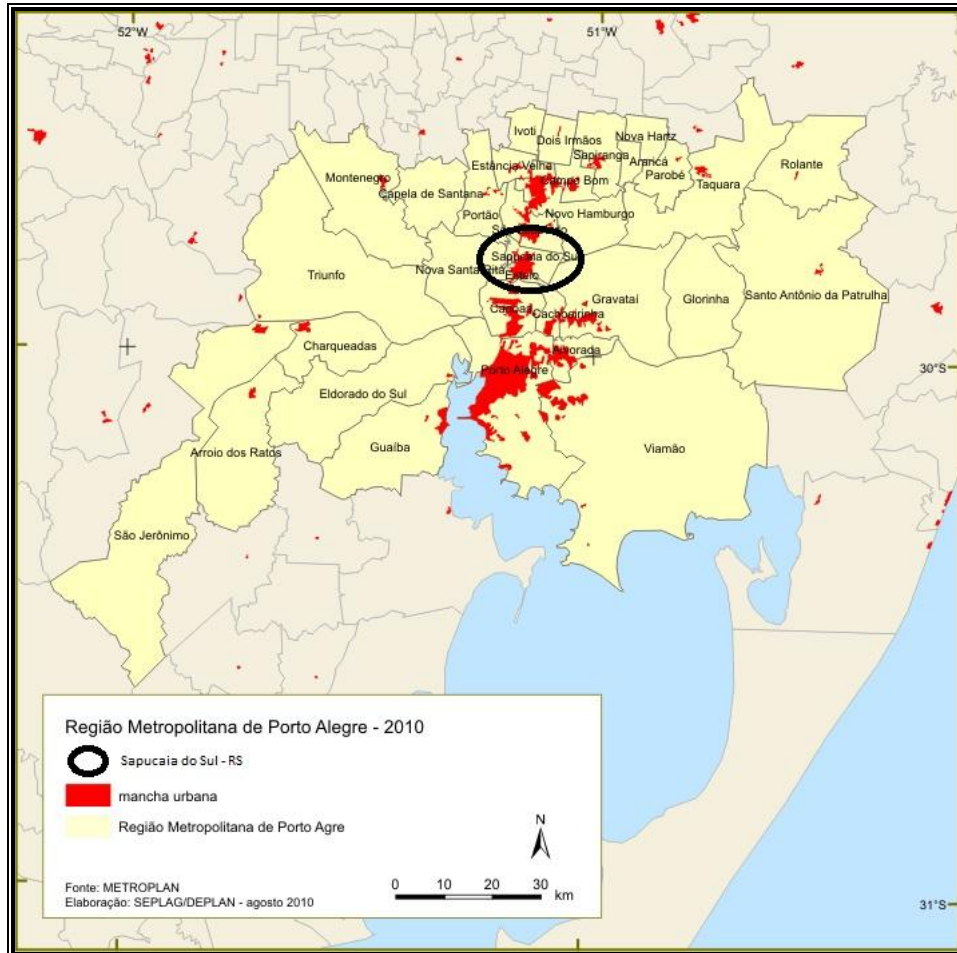 52°W
51°W
Ivoti
Dois Irmãos
Nova Hartz
Sapiranga
Araricá
Estância Velha
Rolante
Montenegro
Parobé
Campo Bom
Taquara
Capela de Santana
Portão
Novo Hamburgo
Sapucaia do Sul
Nova Santa Rita
Triunfo
Esteio
Gravataí
Glorinha
Santo Antônio da Patrulha
Canoas
Cachoeirinha
Charqueadas
Alvorada
30°S
Porto Alegre
Eldorado do Sul
Guaíba
Viamão
Arroio dos Ratos
São Jerônimo
Região Metropolitana de Porto Alegre - 2010
Sapucaia do Sul - RS
mancha urbana
Região Metropolitana de Porto Agre
N
Fonte: METROPLAN
Elaboração: SEPLAG/DEPLAN - agosto 2010
0 10 20 30 km
31°S